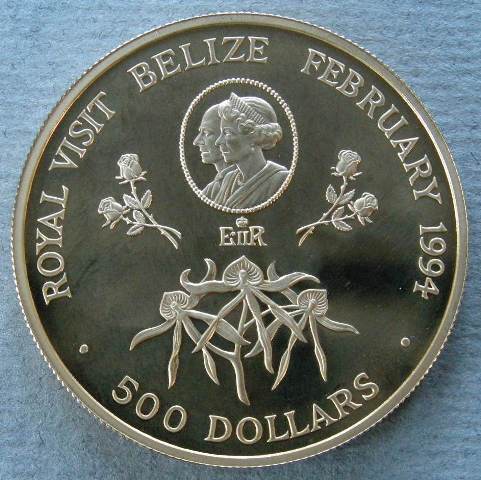 ROYAL VISIT BELIZE FEBRUARY 1994
EIIR
500 DOLLARS